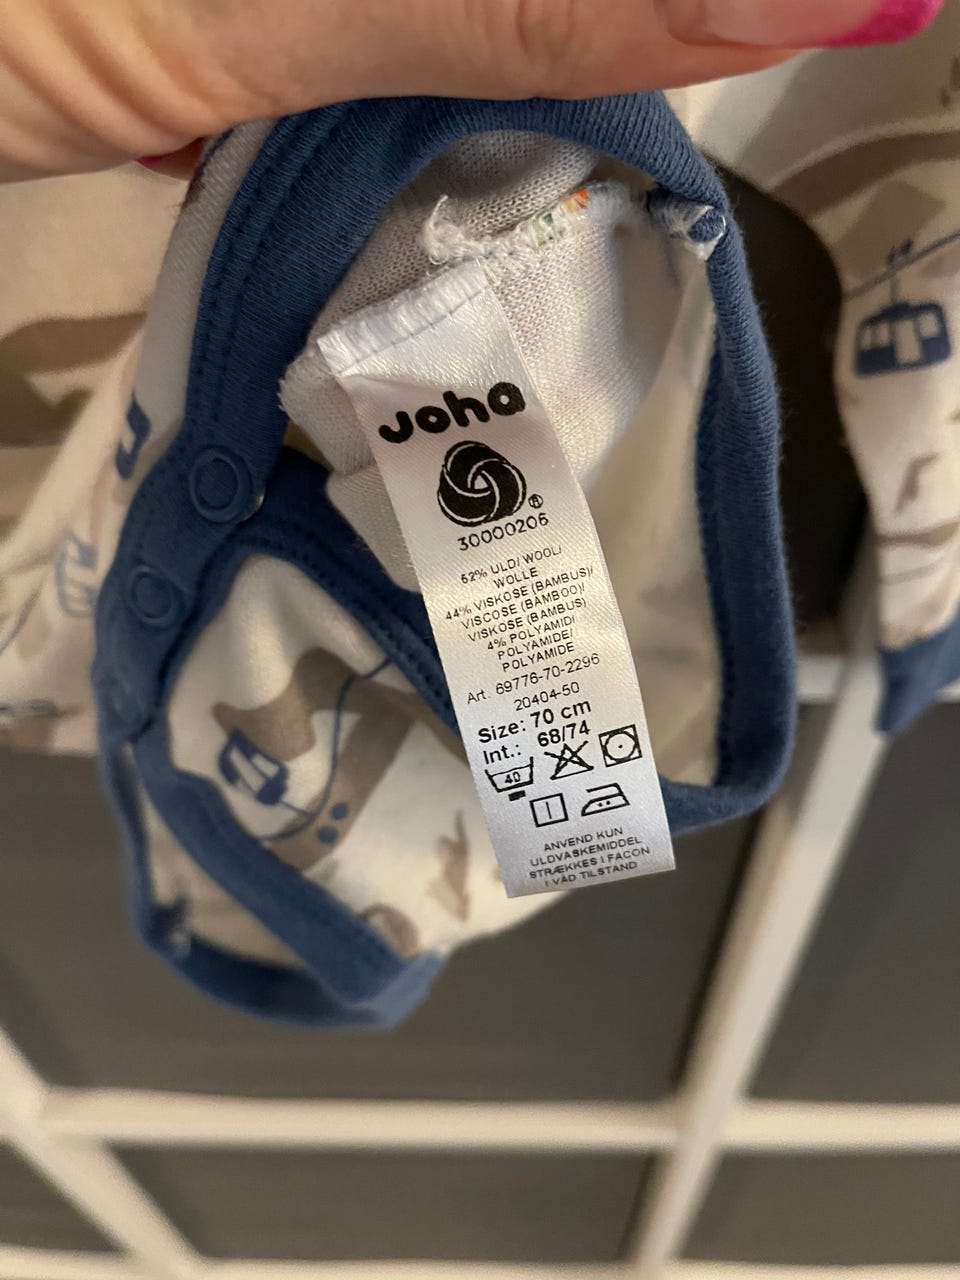 Joha
®
30000206
52% ULD/ WOOL/
WOLLE
44% VISKOSE (BAMBUS)/
VISCOSE (BAMBOO)/
VISKOSE (BAMBUS)
4% POLYAMID/
POLYAMIDE/
POLYAMIDE
Art. 69776-70-2296
20404-50
Size: 70 cm
Int.: 68/74
40
ANVEND KUN
ULDVASKEMIDDEL
STRÆKKES I FACON
I VÅD TILSTAND